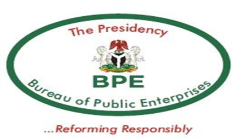 The Presidency
BPE
Bureau of Public Enterprises
...Reforming Responsibly